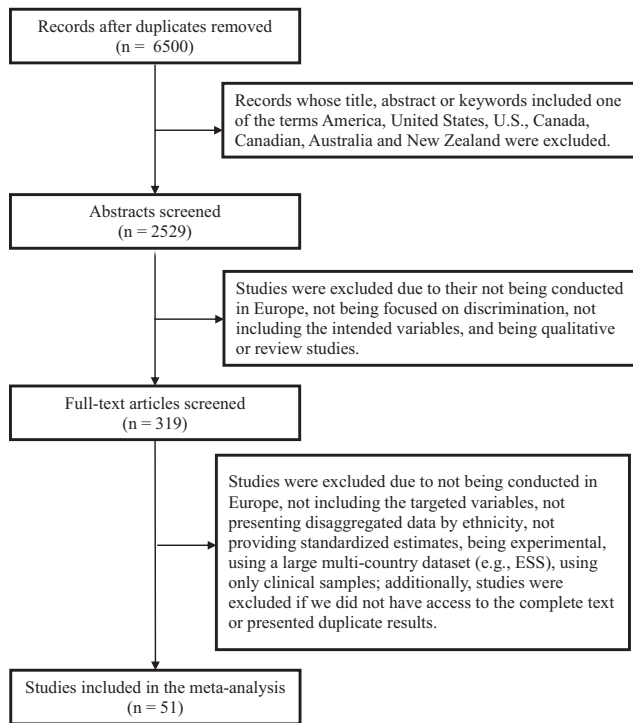 Records after duplicates removed
(n =  6500)
Records whose title, abstract or keywords included one
of the terms America, United States, U.S., Canada,
Canadian, Australia and New Zealand were excluded.
Abstracts screened
(n = 2529)
Studies were excluded due to their not being conducted
in Europe, not being focused on discrimination, not
including the intended variables, and being qualitative
or review studies.
Full-text articles screened
(n = 319)
Studies were excluded due to not being conducted in
Europe, not including the targeted variables, not
presenting disaggregated data by ethnicity, not
providing standardized estimates, being experimental,
using a large multi-country dataset (e.g., ESS), using
only clinical samples; additionally, studies were
excluded if we did not have access to the complete text
or presented duplicate results.
Studies included in the meta-analysis
(n = 51)